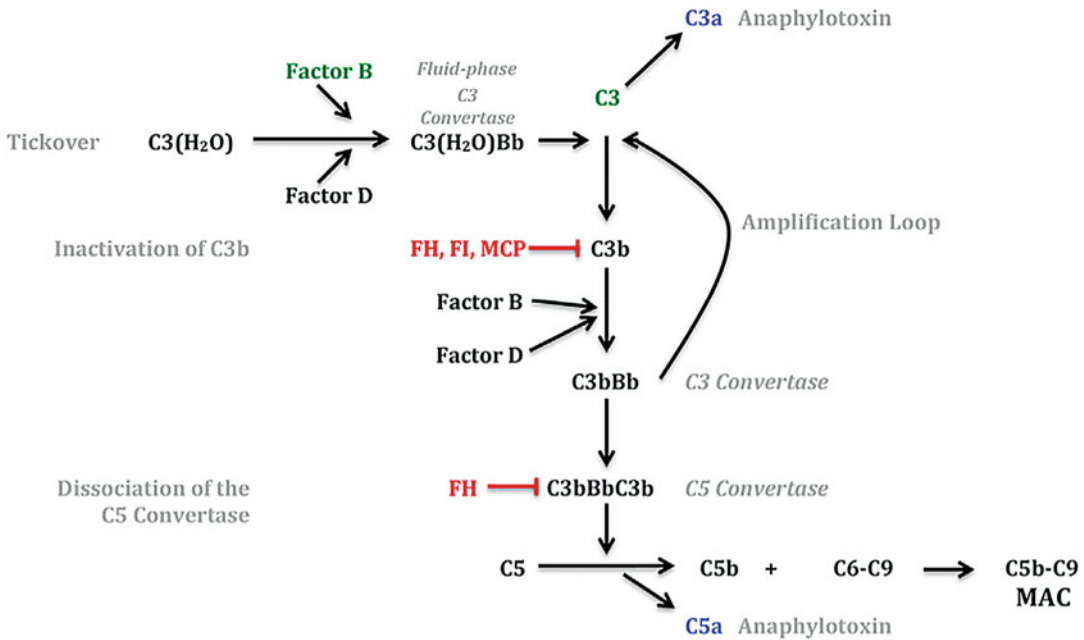 C3a Anaphylotoxin
Factor B
Fluid-phase
C3
Convertase
C3
Tickover
C3(H₂O)
C3(H₂O)Bb
Factor D
Amplification Loop
Inactivation of C3b
FH, FI, MCP
C3b
Factor B
Factor D
C3bBb
C3 Convertase
Dissociation of the
C5 Convertase
FH
C3bBbC3b
C5 Convertase
C5
C5b
+
C6-C9
C5b-C9
MAC
C5a Anaphylotoxin